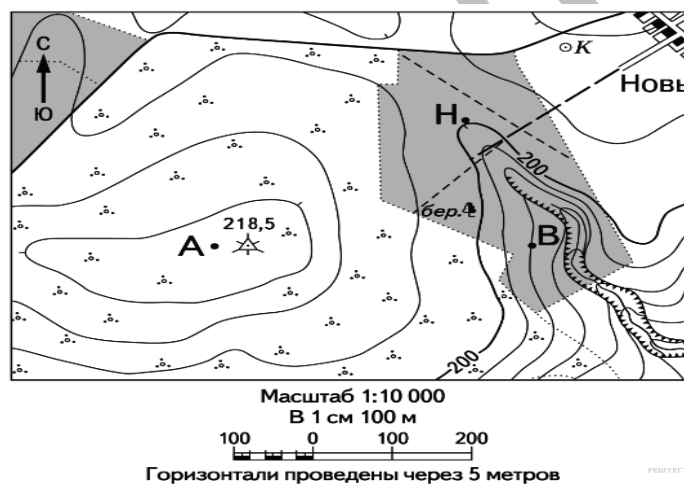 С
Ю
К
Новы
Н
200
бер.
218,5
А
В
200
Масштаб 1:10 000
В 1 см 100 м
100 0 100 200
Горизонтали проведены через 5 метров